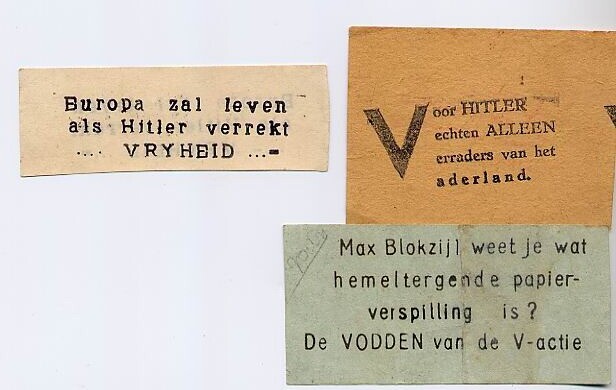 Europa zal leven
als Hitler verrekt
.... VRYHEID ...-
Voor HITLER
echten ALLEEN
erraders van het
aderland.
V
Max Blokzijl weet je wat
hemeltergende papier-
verspilling is?
De VODDEN van de V-actie